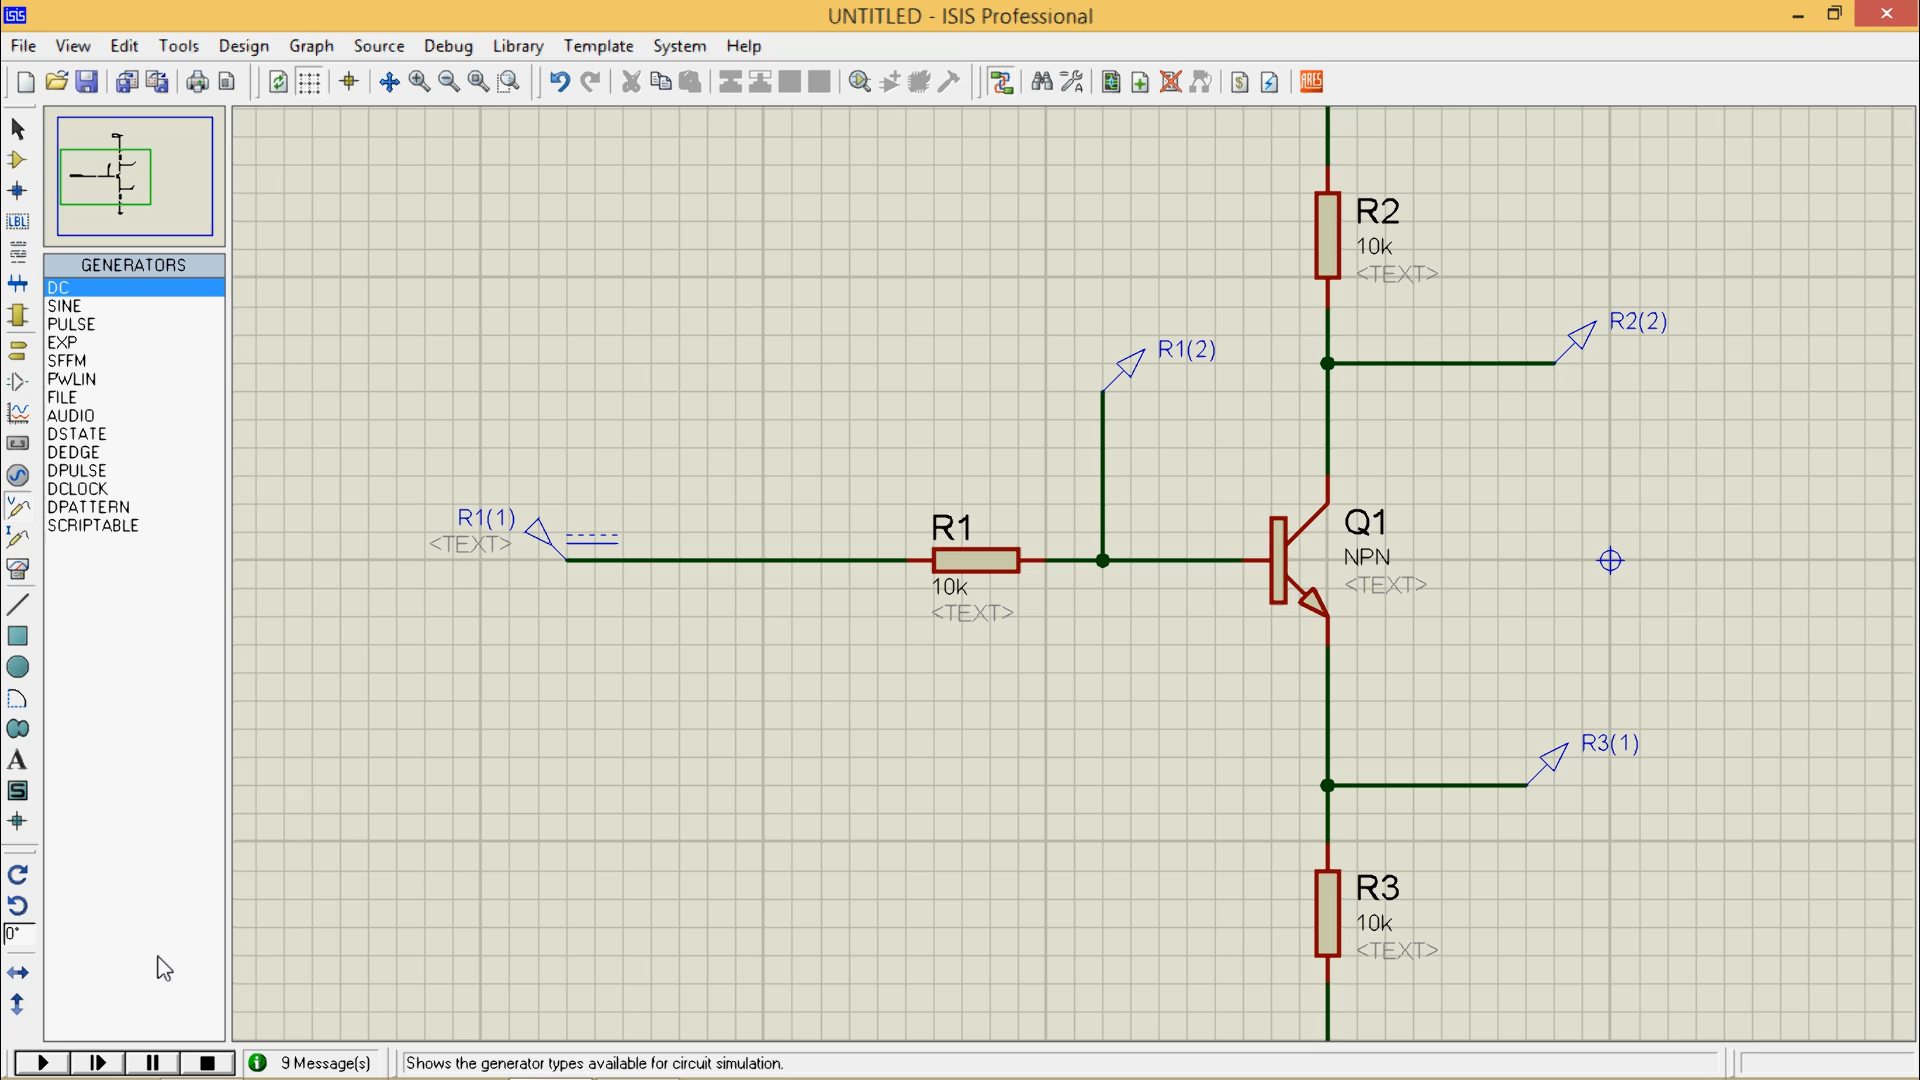 isis
UNTITLED - ISIS Professional
File View Edit Tools Design Graph Source Debug Library Template System Help
ARES
LBL
GENERATORS
DC
SINE
PULSE
EXP
SFFM
PWLIN
FILE
AUDIO
DSTATE
DEDGE
DPULSE
DCLOCK
DPATTERN
SCRIPTABLE
A
S
0°
R2
10k
<TEXT>
R2(2)
R1(2)
R1(1)
<TEXT>
R1
10k
<TEXT>
Q1
NPN
<TEXT>
R3(1)
R3
10k
<TEXT>
9 Message(s)
Shows the generator types available for circuit simulation.